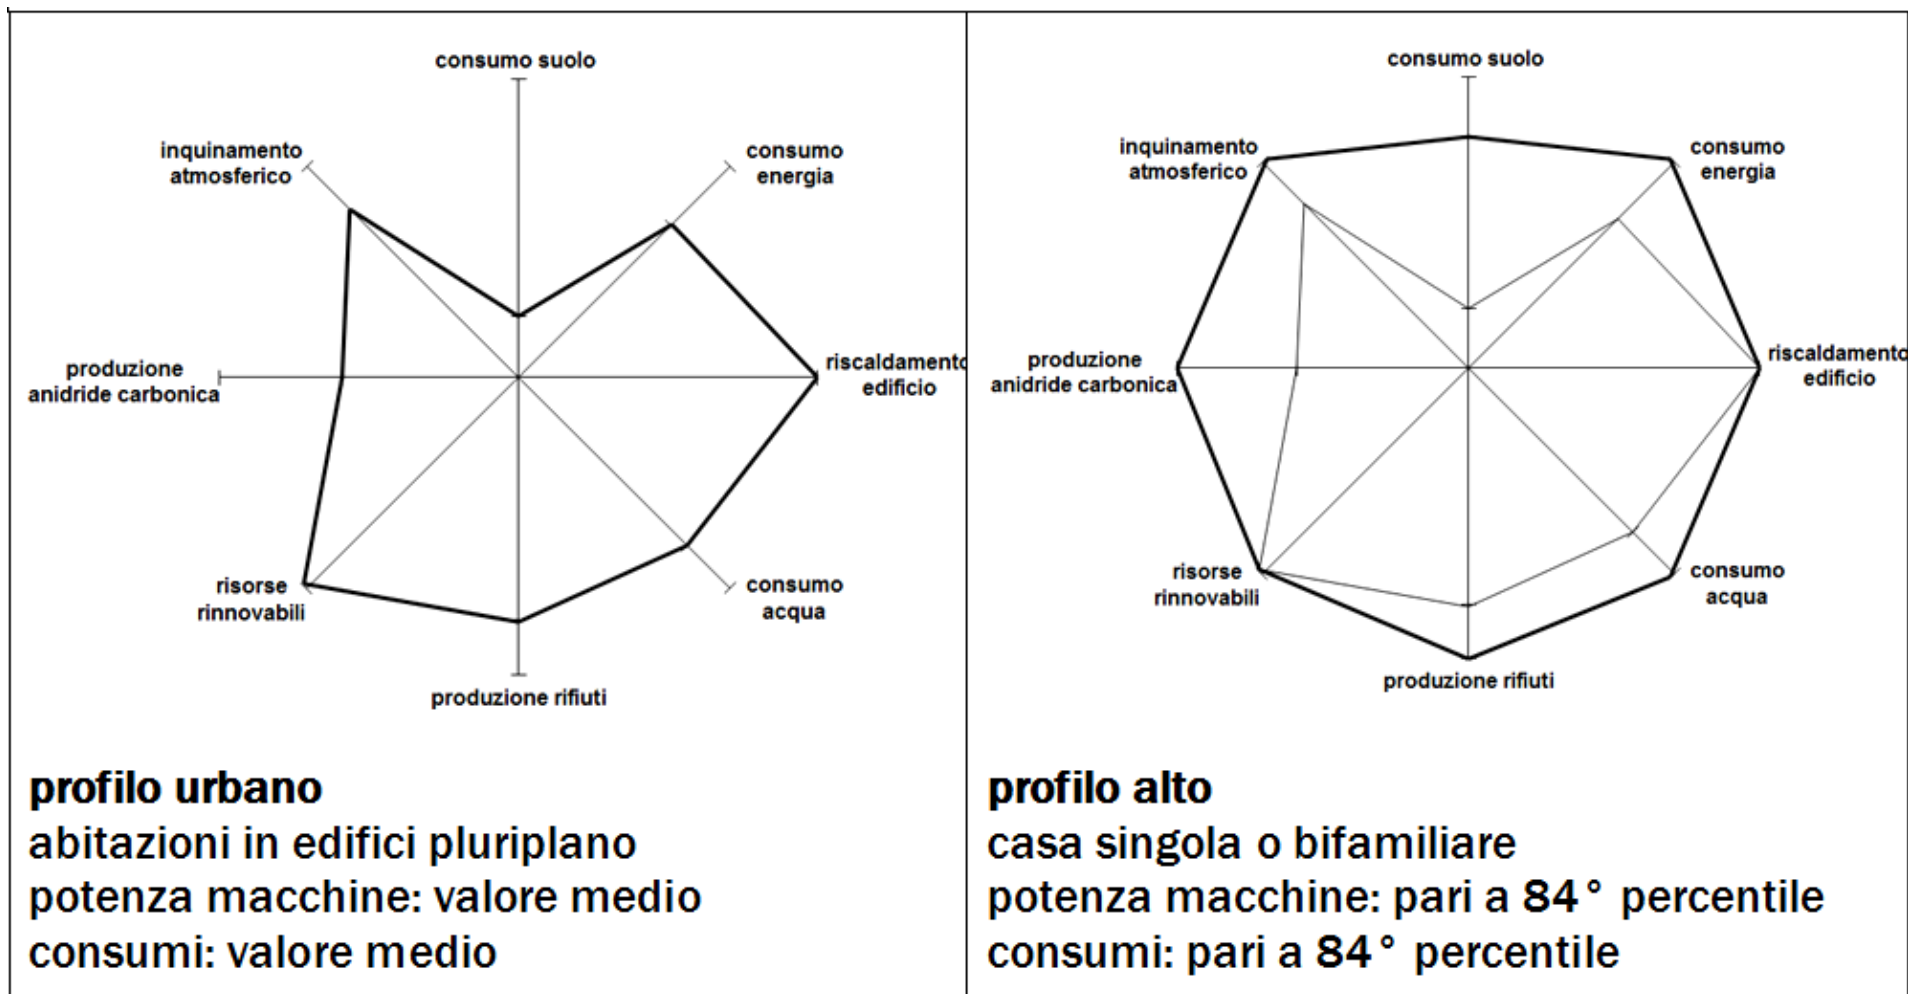 consumo suolo
inquinamento
atmosferico
consumo
energia
produzione
anidride carbonica
riscaldamento
edificio
risorse
rinnovabili
consumo
acqua
produzione rifiuti
profilo urbano
abitazioni in edifici pluripiano
potenza macchine: valore medio
consumi: valore medio
consumo suolo
inquinamento
atmosferico
consumo
energia
produzione
anidride carbonica
riscaldamento
edificio
risorse
rinnovabili
consumo
acqua
produzione rifiuti
profilo alto
casa singola o bifamiliare
potenza macchine: pari a 84° percentile
consumi: pari a 84° percentile